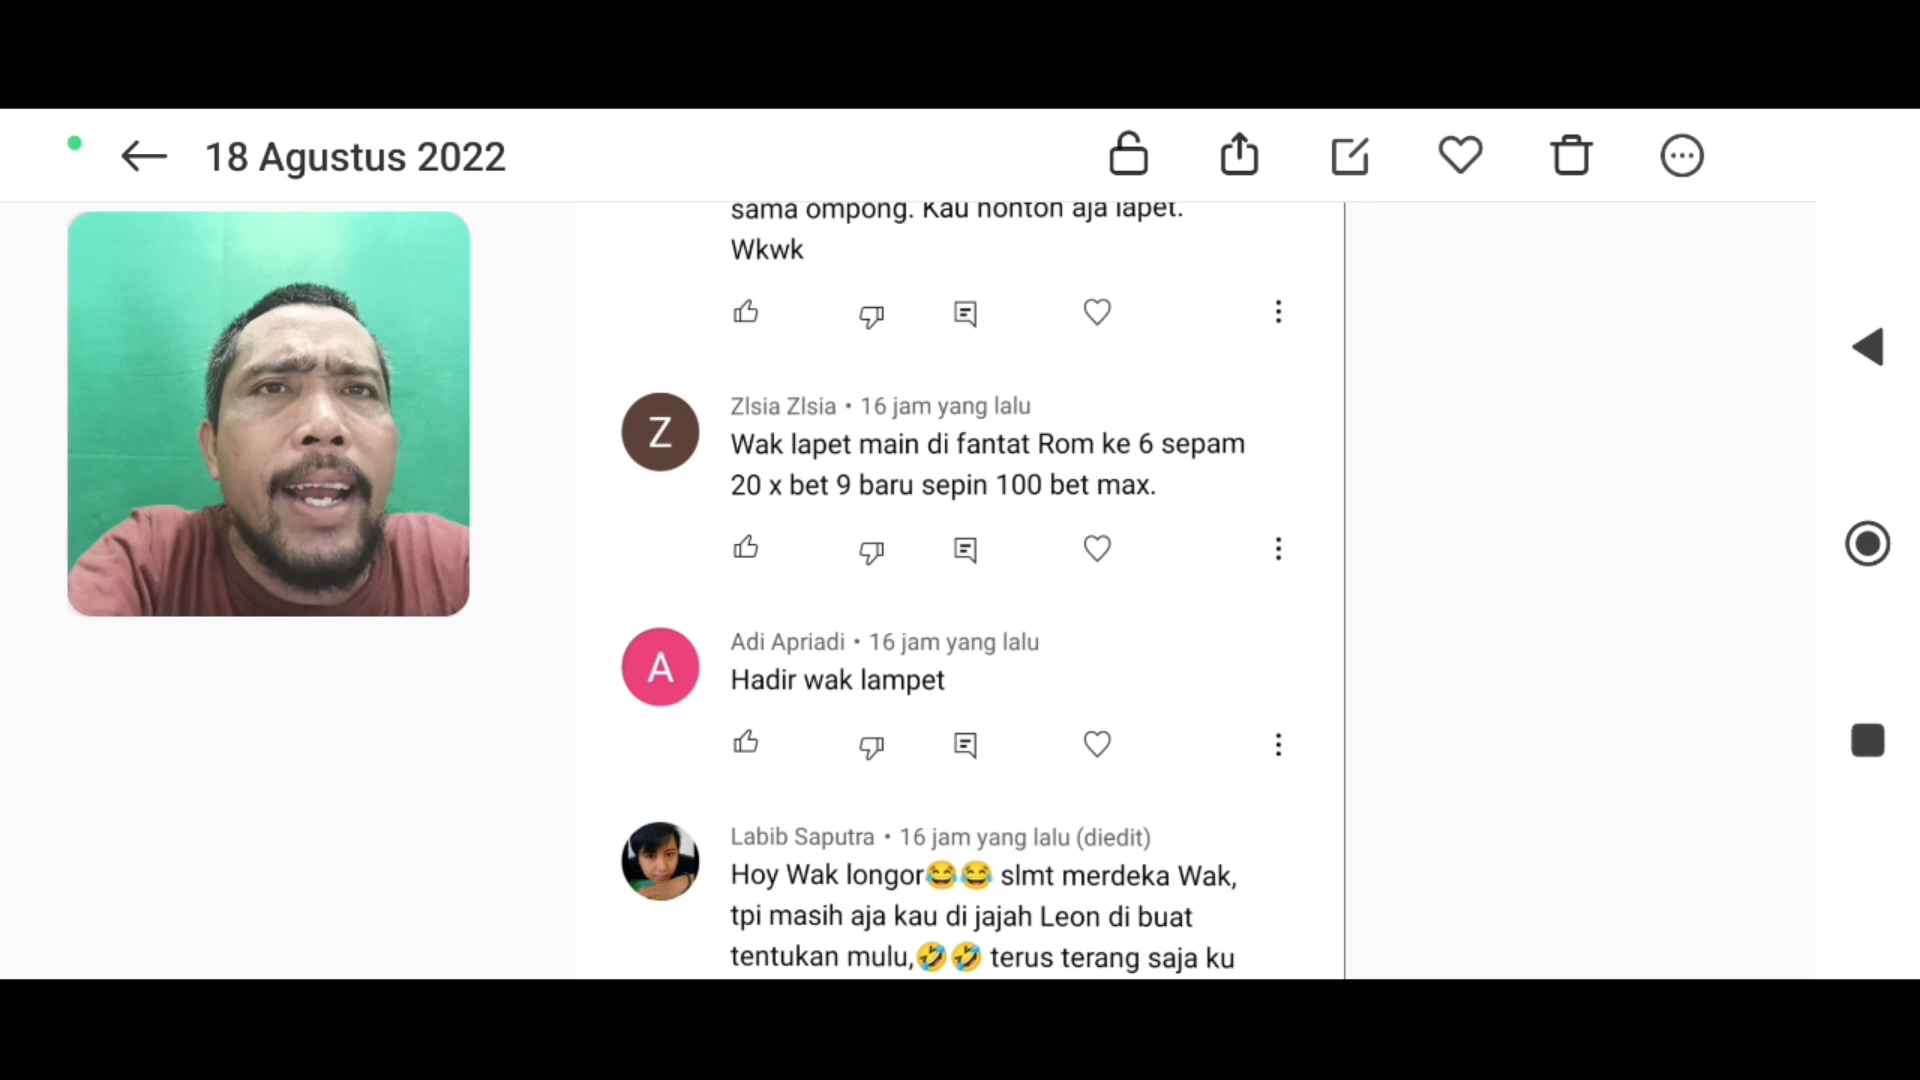 18 Agustus 2022
sama ompong. Kau nonton aja lapet.
Wkwk
Z
Zlsia Zlsia • 16 jam yang lalu
Wak lapet main di fantat Rom ke 6 sepam
20 x bet 9 baru sepin 100 bet max.
A
Adi Apriadi • 16 jam yang lalu
Hadir wak lampet
Labib Saputra • 16 jam yang lalu (diedit)
Hoy Wak longor😂😂 slmt merdeka Wak,
tpi masih aja kau di jajah Leon di buat
tentukan mulu,🤣🤣 terus terang saja ku